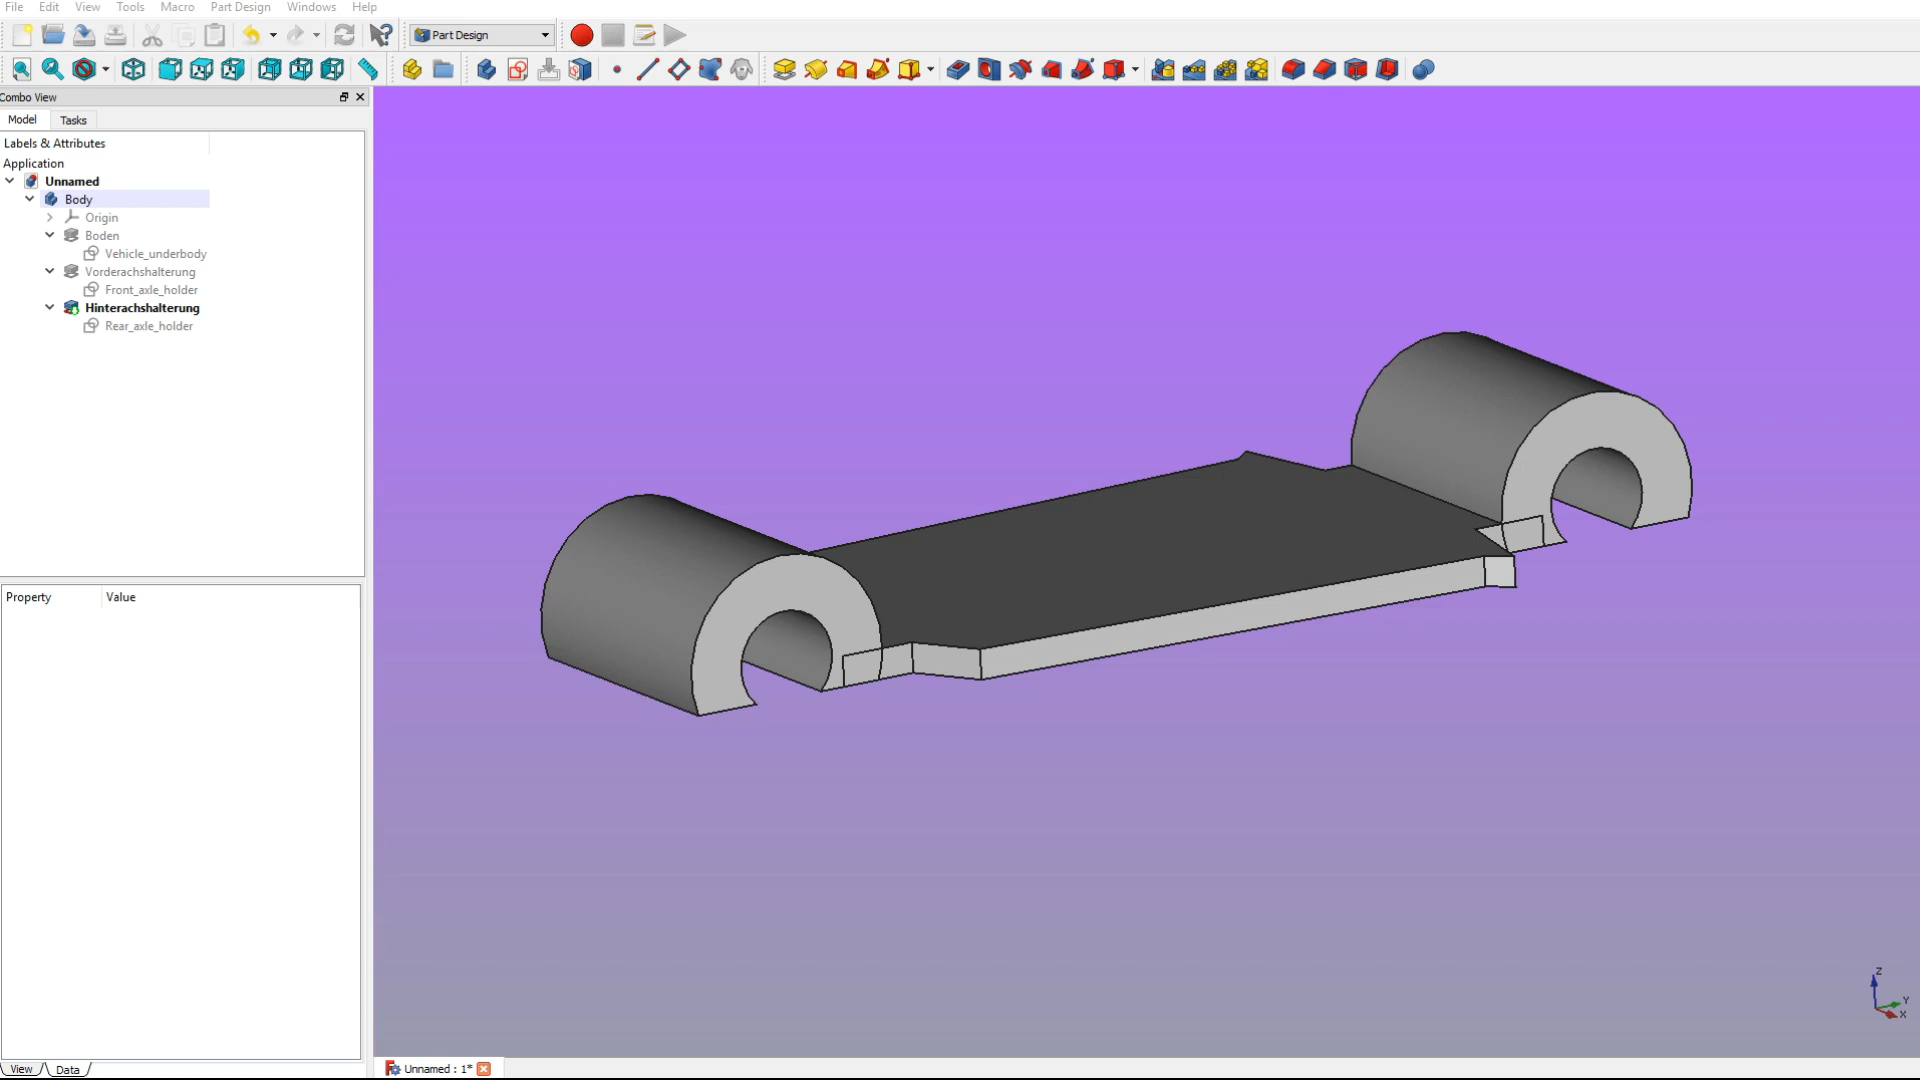 File Edit View Tools Macro Part Design Windows Help
Part Design
Combo View
Model Tasks
Labels & Attributes
Application
Unnamed
Body
Origin
Boden
Vehicle_underbody
Vorderachshalterung
Front_axle_holder
Hinterachshalterung
Rear_axle_holder
Property Value
Z
Y
X
View Data
Unnamed : 1*